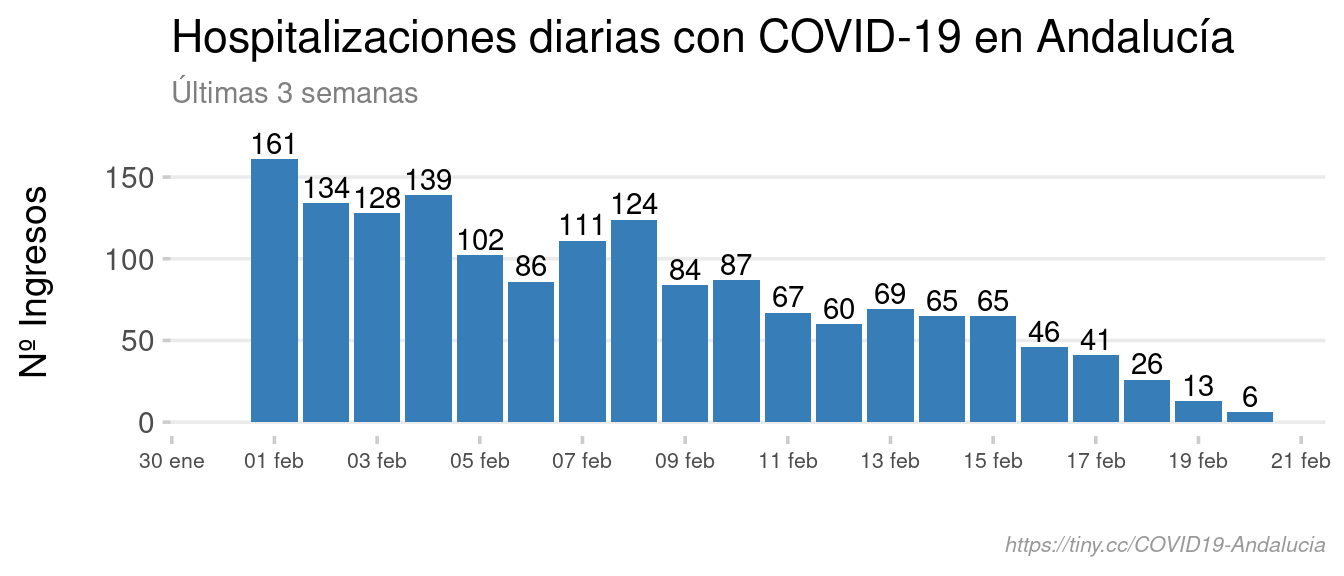 Hospitalizaciones diarias con COVID-19 en Andalucía
Últimas 3 semanas
Nº Ingresos
150
100
50
0
161
134
128
139
102
86
111
124
84
87
67
60
69
65
65
46
41
26
13
6
30 ene
01 feb
03 feb
05 feb
07 feb
09 feb
11 feb
13 feb
15 feb
17 feb
19 feb
21 feb
https://tiny.cc/COVID19-Andalucia